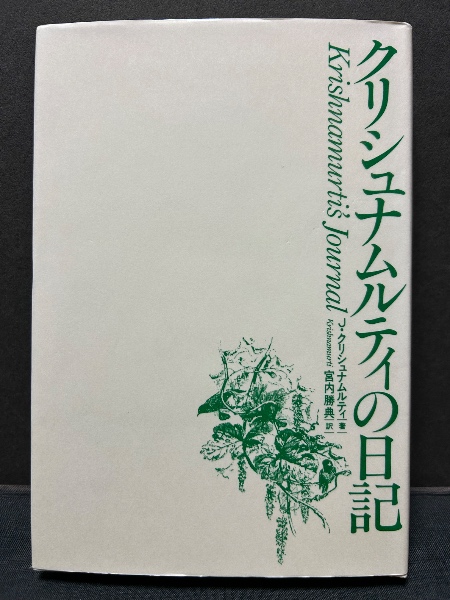 クリシュナムルティの日記
Krishnamurti's Journal
J・クリシュナムルティ 著
Krishnamurti
宮内勝典 訳